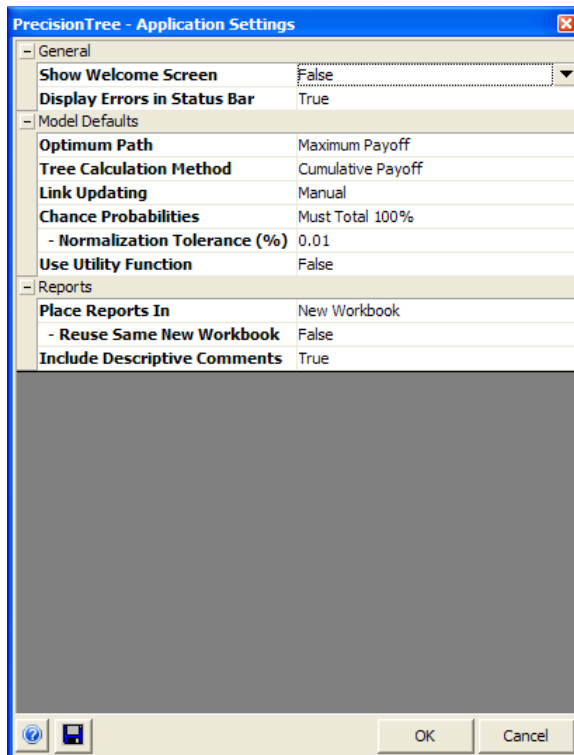 PrecisionTree - Application Settings
General
Show Welcome Screen False
Display Errors in Status Bar True
Model Defaults
Optimum Path Maximum Payoff
Tree Calculation Method Cumulative Payoff
Link Updating Manual
Chance Probabilities Must Total 100%
- Normalization Tolerance (%) 0.01
Use Utility Function False
Reports
Place Reports In New Workbook
- Reuse Same New Workbook False
Include Descriptive Comments True
OK Cancel